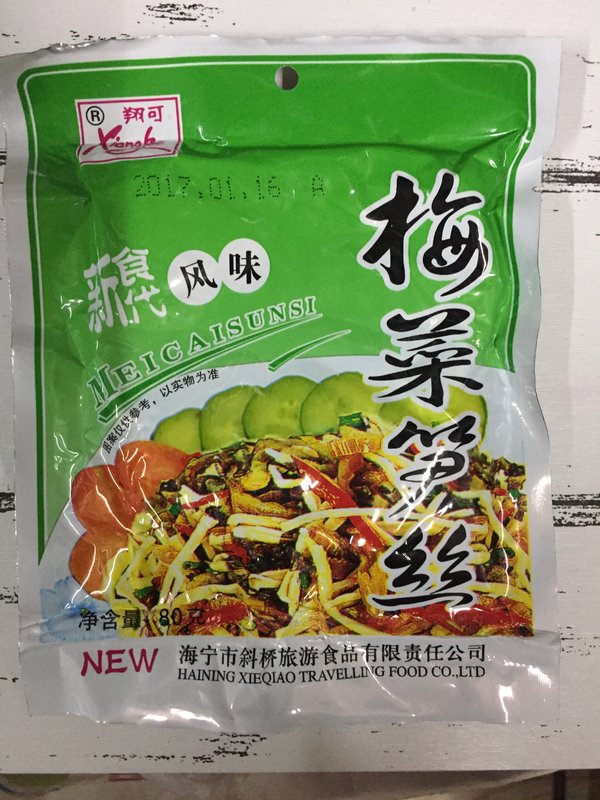 ® 翔可
Xiangke
2017.01.16 A
新食代
风味
MEICAISUNSI
图案仅供参考，以实物为准
梅菜笋丝
净含量: 80克
NEW
海宁市斜桥旅游食品有限责任公司
HAINING XIEQIAO TRAVELLING FOOD CO.,LTD